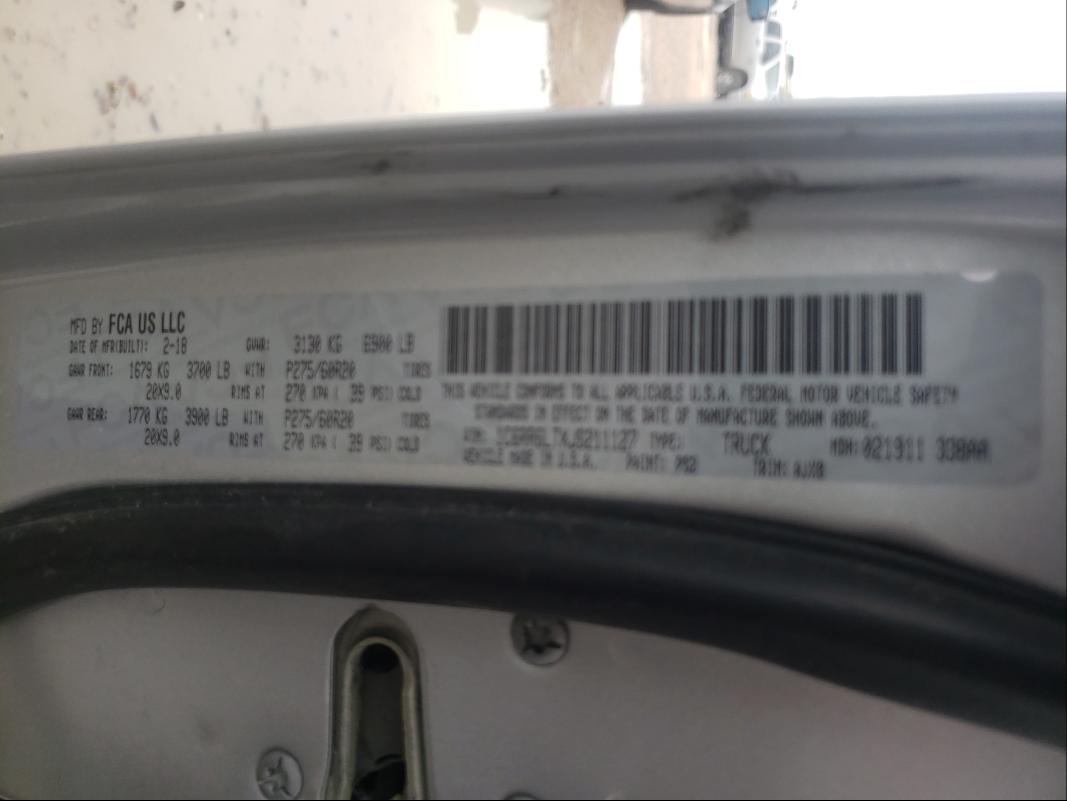 MFD BY FCA US LLC
DATE OF MFR(BUILT): 2-18 GVWR: 3130 KG 6900 LB
GAWR FRONT: 1679 KG 3700 LB WITH P275/60R20 TIRES
20X9.0 RIMS AT 270 KPA ( 39 PSI) COLD
GAWR REAR: 1770 KG 3900 LB WITH P275/60R20 TIRES
20X9.0 RIMS AT 270 KPA ( 39 PSI) COLD
THIS VEHICLE CONFORMS TO ALL APPLICABLE U.S.A. FEDERAL MOTOR VEHICLE SAFETY
STANDARDS IN EFFECT ON THE DATE OF MANUFACTURE SHOWN ABOVE.
TYPE: TRUCK MDH: 021911
VEHICLE MADE IN U.S.A. PAINT: TRIM: AJX8